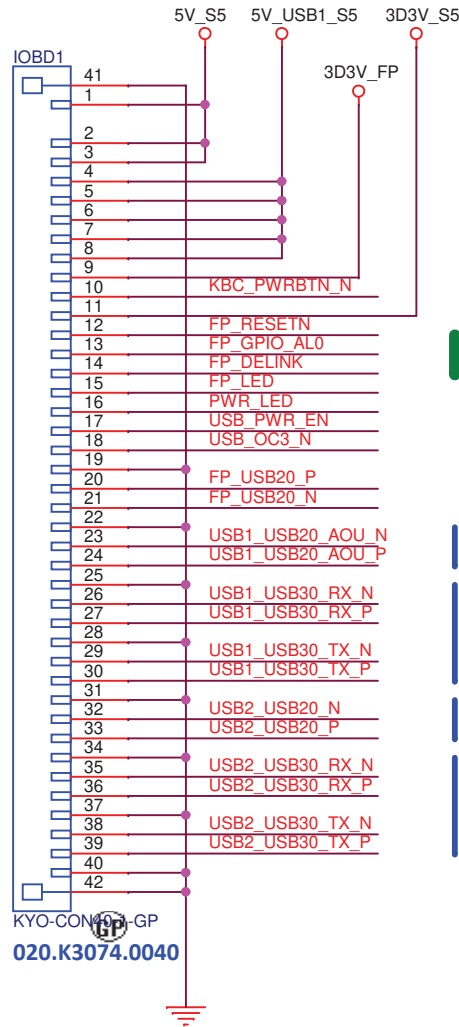 5V_S5 5V_USB1_S5 3D3V_S5
IOBD1
3D3V_FP
41
1
2
3
4
5
6
7
8
9
10 KBC_PWRBTN_N
11
12 FP_RESETN
13 FP_GPIO_AL0
14 FP_DELINK
15 FP_LED
16 PWR_LED
17 USB_PWR_EN
18 USB_OC3_N
19
20 FP_USB20_P
21 FP_USB20_N
22
23 USB1_USB20_AOU_N
24 USB1_USB20_AOU_P
25
26 USB1_USB30_RX_N
27 USB1_USB30_RX_P
28
29 USB1_USB30_TX_N
30 USB1_USB30_TX_P
31
32 USB2_USB20_N
33 USB2_USB20_P
34
35 USB2_USB30_RX_N
36 USB2_USB30_RX_P
37
38 USB2_USB30_TX_N
39 USB2_USB30_TX_P
40
42
GP
020.K3074.0040